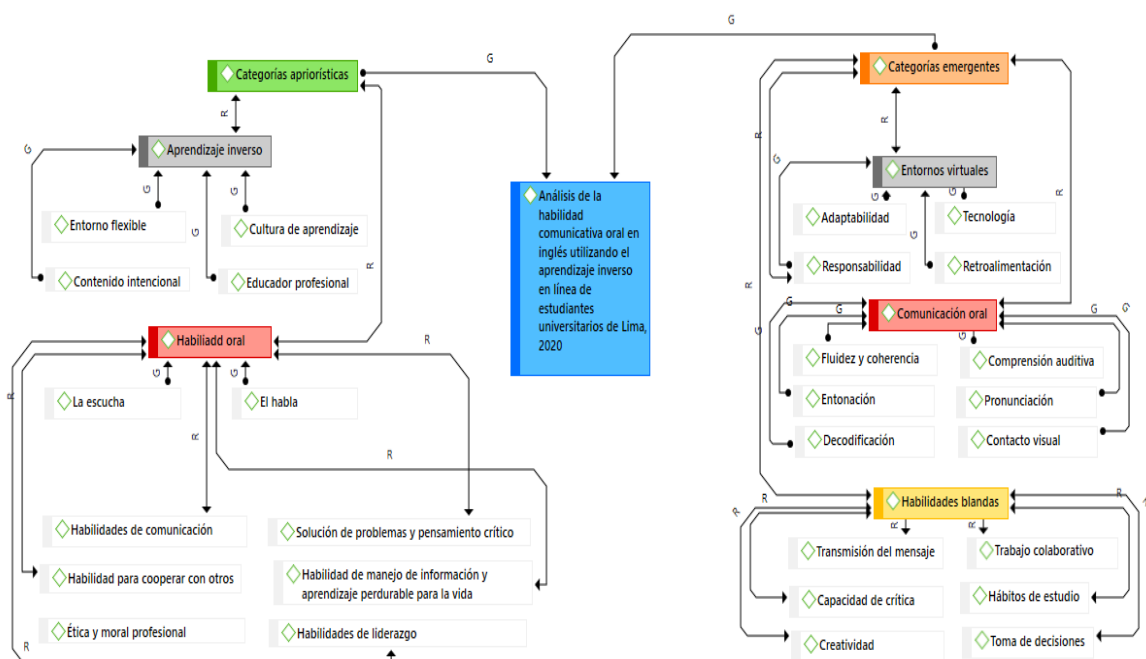 G
G
Categorías apriorísticas
Categorías emergentes
R
R
Aprendizaje inverso
Entornos virtuales
G
G
G
G
G
G
G
R
R
Entorno flexible
Cultura de aprendizaje
Contenido intencional
Educador profesional
Adaptabilidad
Tecnología
Responsabilidad
Retroalimentación
Análisis de la
habilidad
comunicativa oral en
inglés utilizando el
aprendizaje inverso
en línea de
estudiantes
universitarios de Lima,
2020
R
R
Habiliadd oral
R
Comunicación oral
G
G
G
G
G
G
G
La escucha
El habla
Fluidez y coherencia
Comprensión auditiva
Entonación
Pronunciación
Decodificación
Contacto visual
R
R
R
Habilidades de comunicación
Solución de problemas y pensamiento crítico
Habilidad para cooperar con otros
Habilidad de manejo de información y
aprendizaje perdurable para la vida
Ética y moral profesional
Habilidades de liderazgo
R
Habilidades blandas
R
R
R
R
R
R
Transmisión del mensaje
Trabajo colaborativo
Capacidad de crítica
Hábitos de estudio
Creatividad
Toma de decisiones